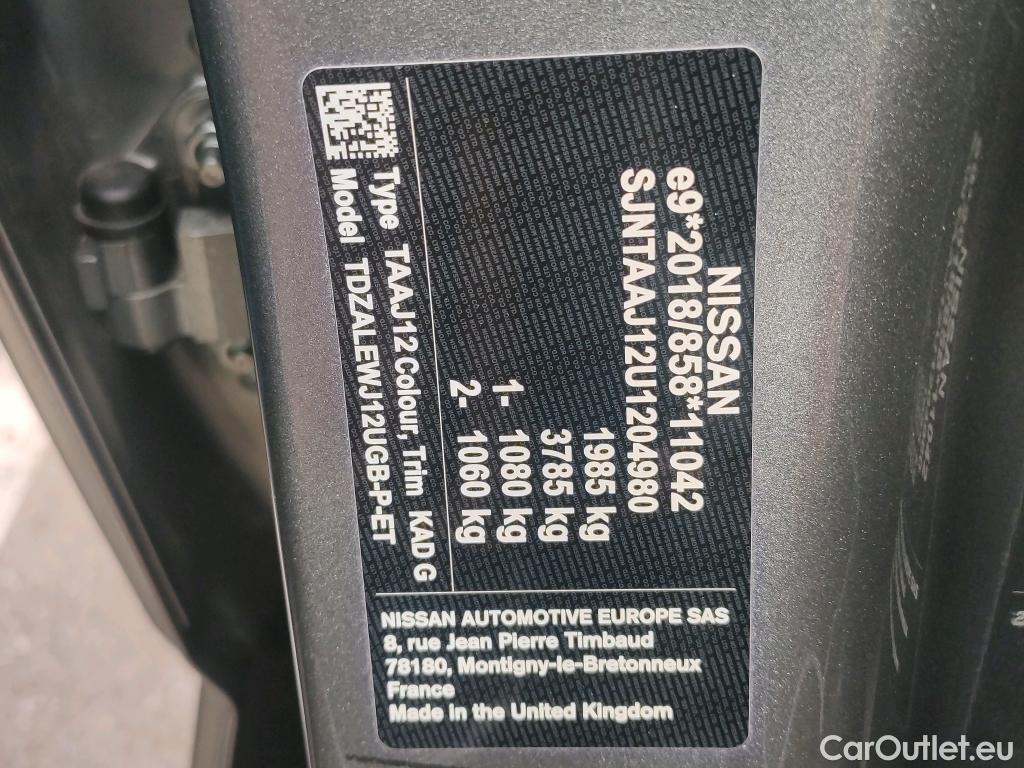 NISSAN
e9*2018/858*11042
SJNTAAJ12U1204980
1985 kg
3785 kg
1- 1080 kg
2- 1060 kg
Type TAAJ12 Colour, Trim KAD G
Model TDZALEWJ12UGB-P-ET
NISSAN AUTOMOTIVE EUROPE SAS
8, rue Jean Pierre Timbaud
78180, Montigny-le-Bretonneux
France
Made in the United Kingdom
CarOutlet.eu